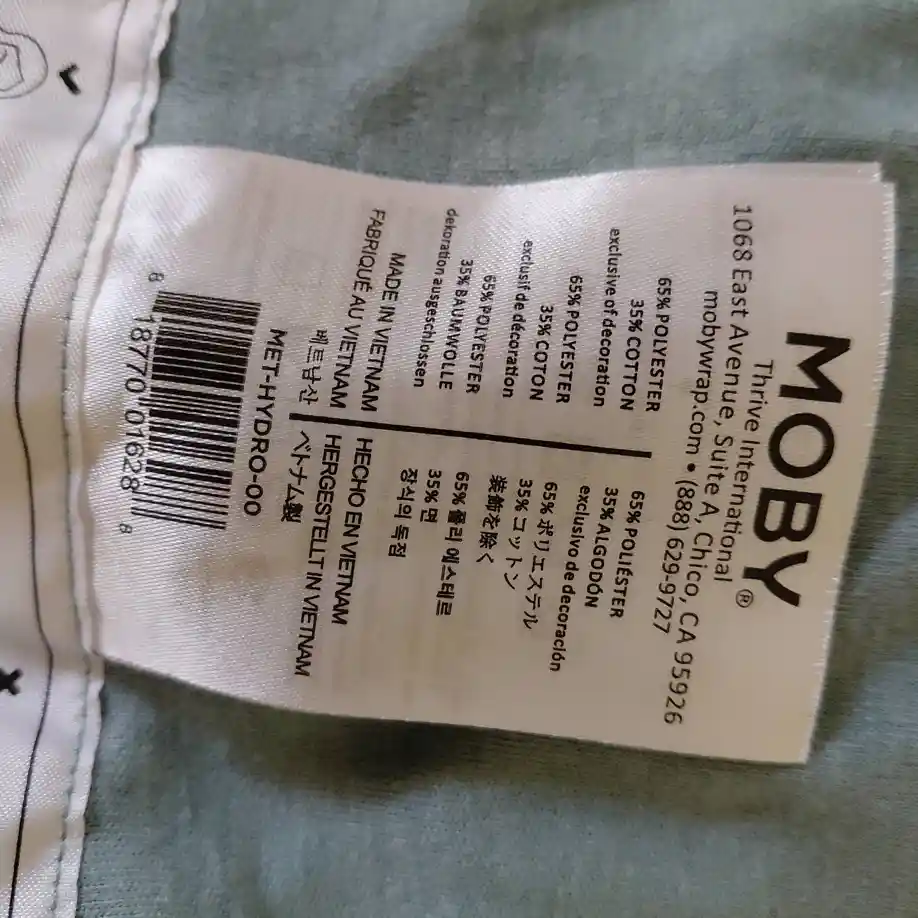 MOBY®
Thrive International
1068 East Avenue, Suite A, Chico, CA 95926
mobywrap.com • (888) 629-9727
65% POLYESTER
35% COTTON
exclusive of decoration
65% POLYESTER
35% COTON
exclusif de décoration
65% POLYESTER
35% BAUMWOLLE
dekoration ausgeschlossen
MADE IN VIETNAM
FABRIQUÉ AU VIETNAM
베트남산
65% POLIÉSTER
35% ALGODÓN
exclusivo de decoración
65% ポリエステル
35% コットン
装飾を除く
65% 폴리 에스테르
35% 면
장식의 독점
HECHO EN VIETNAM
HERGESTELLT IN VIETNAM
ベトナム製
MET-HYDRO-00
8 18770 01628 8